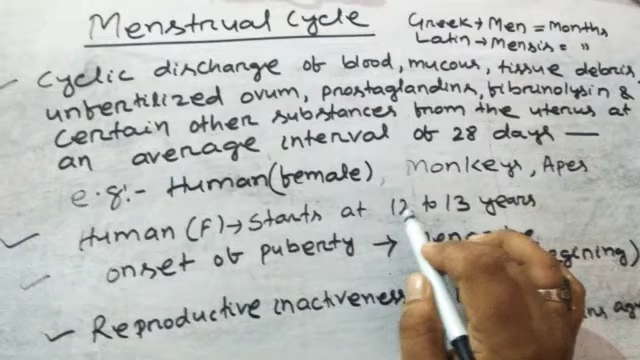 Menstrual Cycle
Greek → Men = Months
Latin → Mensis = "
Cyclic discharge of blood, mucous, tissue debris,
unfertilized ovum, prostaglandins, fibrunolysin &
certain other substances from the uterus at
an average interval of 28 days —
e.g:- Human (female), Monkeys, Apes
Human (F) → Starts at 12 to 13 years
onset of puberty →
Reproductive inactiveness